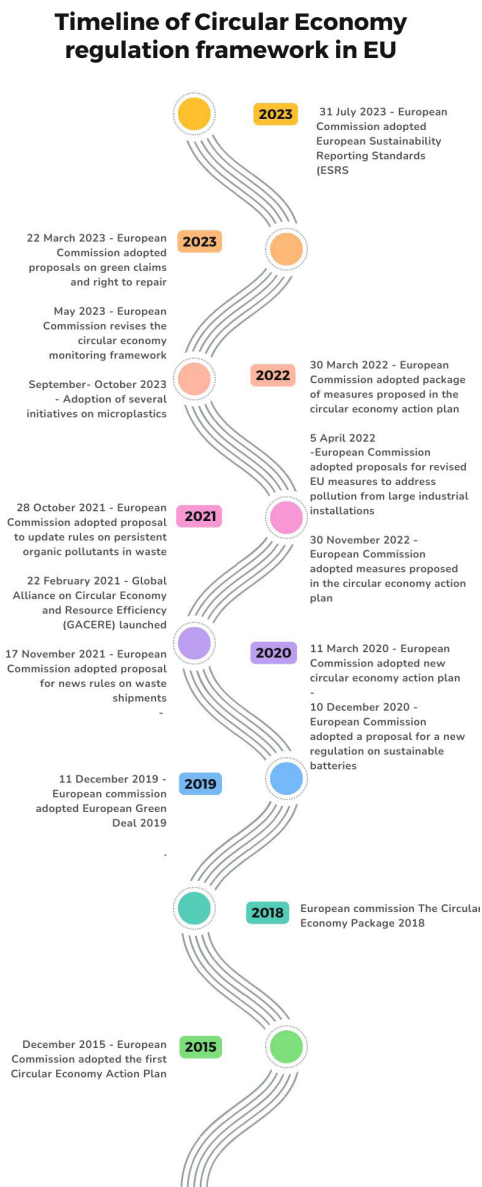 Timeline of Circular Economy
regulation framework in EU
2023
31 July 2023 - European
Commission adopted
European Sustainability
Reporting Standards
(ESRS
2023
22 March 2023 - European
Commission adopted
proposals on green claims
and right to repair
May 2023 - European
Commission revises the
circular economy
monitoring framework
September- October 2023
- Adoption of several
initiatives on microplastics
2022
30 March 2022 - European
Commission adopted package
of measures proposed in the
circular economy action plan
5 April 2022
-European Commission
adopted proposals for revised
EU measures to address
pollution from large industrial
installations
30 November 2022 -
European Commission
adopted measures proposed
in the circular economy action
plan
2021
28 October 2021 - European
Commission adopted proposal
to update rules on persistent
organic pollutants in waste
22 February 2021 - Global
Alliance on Circular Economy
and Resource Efficiency
(GACERE) launched
17 November 2021 - European
Commission adopted proposal
for news rules on waste
shipments
-
2020
11 March 2020 - European
Commission adopted new
circular economy action plan
-
10 December 2020 -
European Commission
adopted a proposal for a new
regulation on sustainable
batteries
2019
11 December 2019 -
European commission
adopted European Green
Deal 2019
.
2018
European commission The Circular
Economy Package 2018
2015
December 2015 - European
Commission adopted the first
Circular Economy Action Plan